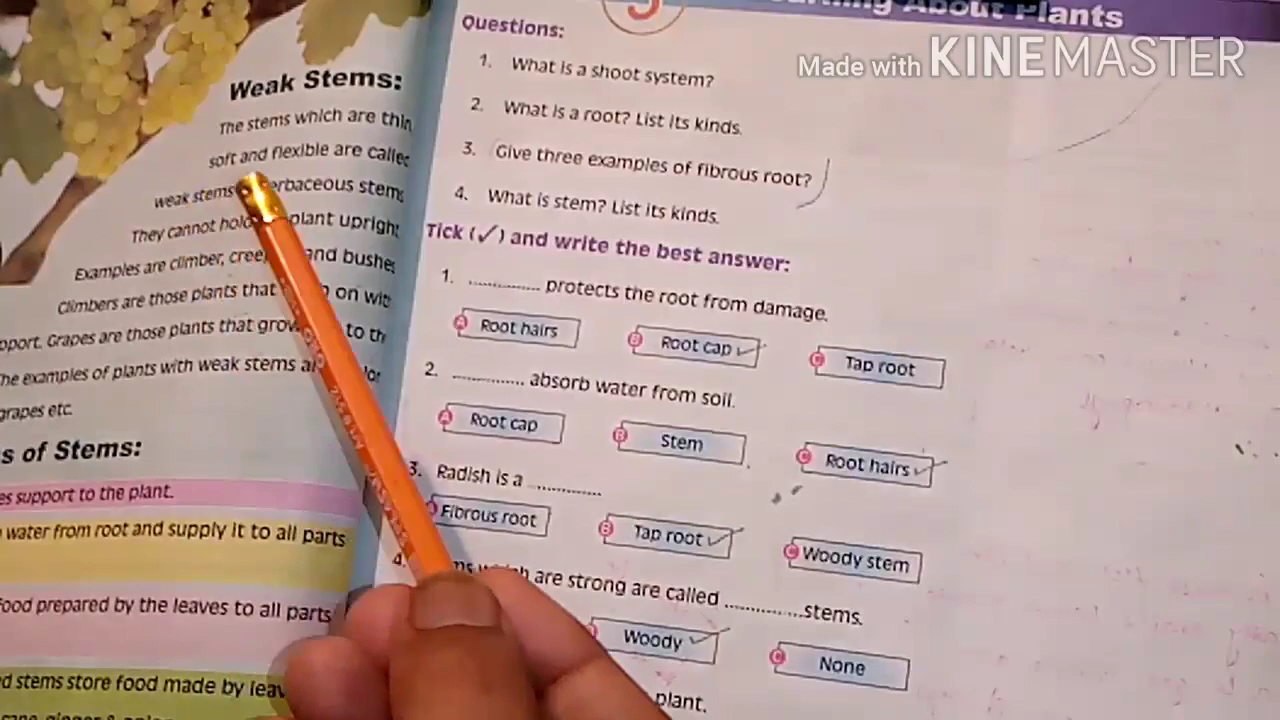 Weak Stems:
The stems which are thin
soft and flexible are called
weak stems
They cannot hold plant upright
Examples are climber, and bushes
Climbers are those plants that on
Grapes are those plants that grow to
examples of plants with weak stems
grapes etc.
of Stems:
support to the plant.
water from root and supply it to all parts
food prepared by the leaves to all parts
stems store food made by
About Plants
Questions:
1. What is a shoot system?
2. What is a root? List its kinds.
3. Give three examples of fibrous root?
4. What is stem? List its kinds.
Tick (✓) and write the best answer:
1. .............. protects the root from damage.
A Root hairs B Root cap ✓ C Tap root
2. .............. absorb water from soil.
A Root cap B Stem C Root hairs ✓
3. Radish is a ..............
Fibrous root B Tap root ✓ C Woody stem
4. are strong are called ..............stems.
Woody ✓ C None
plant.
Made with KINEMASTER